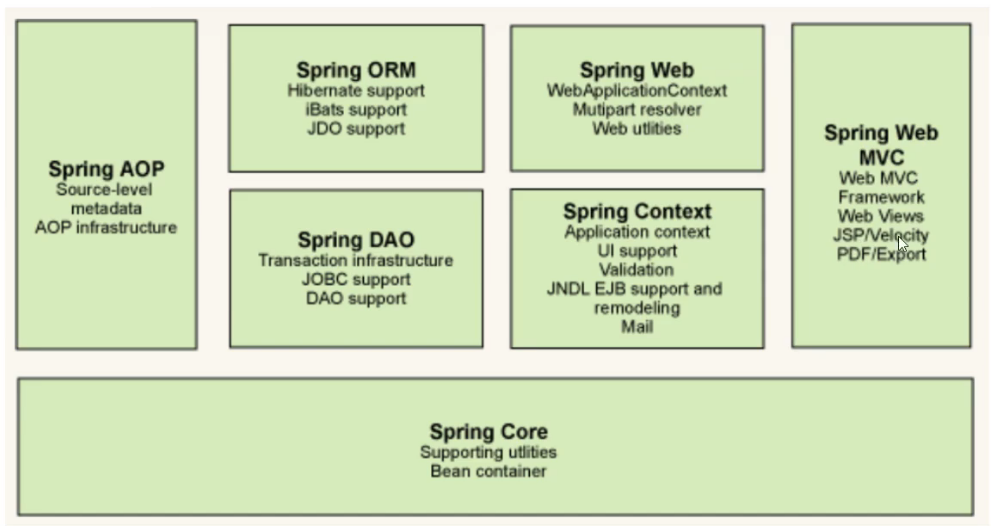 Spring AOP
Source-level
metadata
AOP infrastructure
Spring ORM
Hibernate support
iBats support
JDO support
Spring DAO
Transaction infrastructure
JOBC support
DAO support
Spring Web
WebApplicationContext
Mutipart resolver
Web utlities
Spring Context
Application context
UI support
Validation
JNDL EJB support and
remodeling
Mail
Spring Web
MVC
Web MVC
Framework
Web Views
JSP/Velocity
PDF/Export
Spring Core
Supporting utlities
Bean container